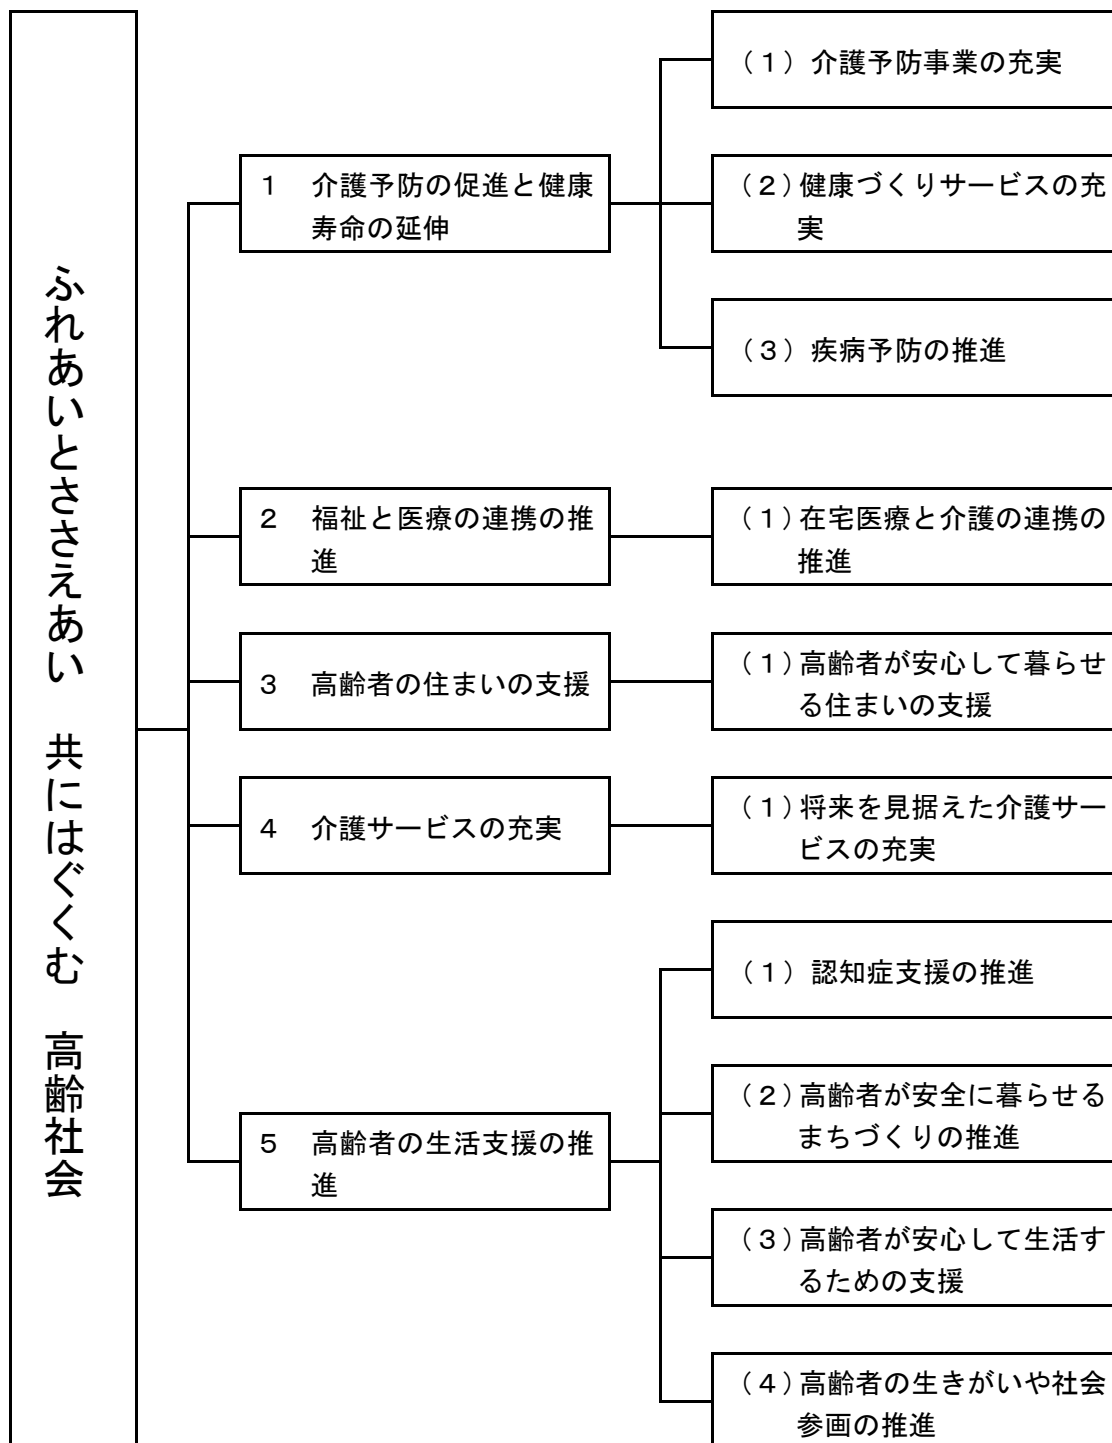 ふれあいとささえあい　共にはぐくむ　高齢社会
1　介護予防の促進と健康
寿命の延伸
（1）介護予防事業の充実
（2）健康づくりサービスの充
実
（3）疾病予防の推進
2　福祉と医療の連携の推
進
（1）在宅医療と介護の連携の
推進
3　高齢者の住まいの支援
（1）高齢者が安心して暮らせ
る住まいの支援
4　介護サービスの充実
（1）将来を見据えた介護サー
ビスの充実
5　高齢者の生活支援の推
進
（1）認知症支援の推進
（2）高齢者が安全に暮らせる
まちづくりの推進
（3）高齢者が安心して生活す
るための支援
（4）高齢者の生きがいや社会
参画の推進